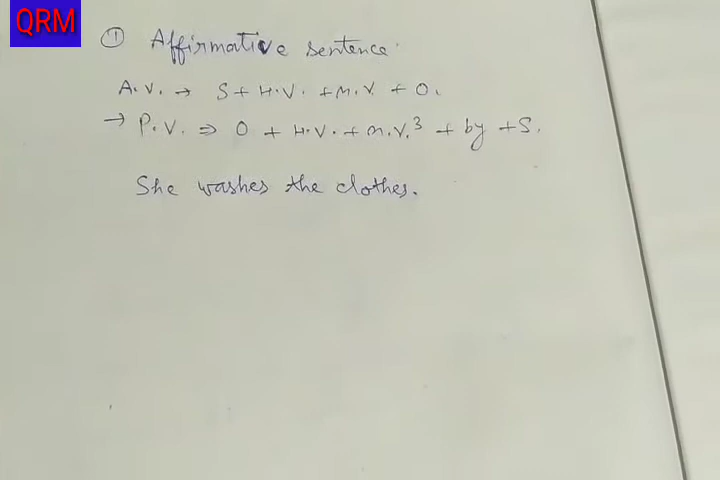 QRM
① Affirmative sentence.
A.V. → S + H.V. + M.V. + O.
→ P.V. ⇒ O + H.V. + M.V.³ + by + S.
She washes the clothes.